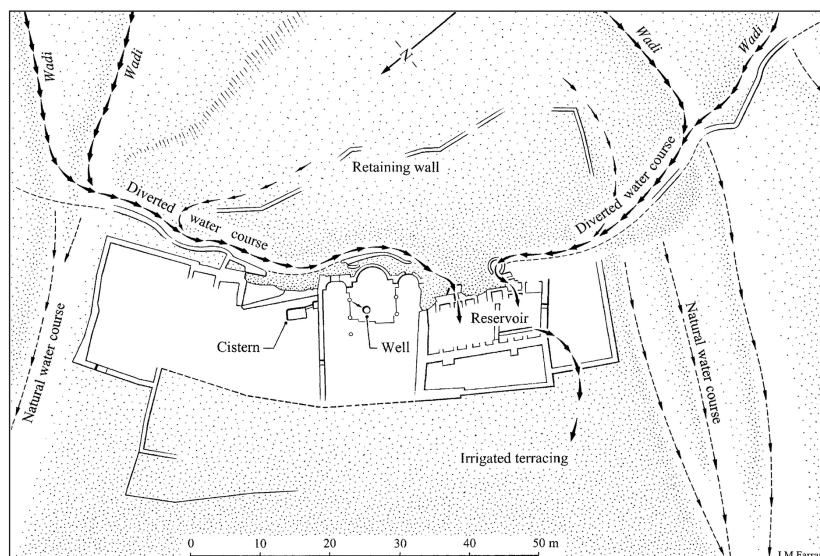 Wadi
Wadi
N
Wadi
Wadi
Retaining wall
Diverted water course
Diverted water course
Natural water course
Cistern
Well
Reservoir
Natural water course
Irrigated terracing
0 10 20 30 40 50 m